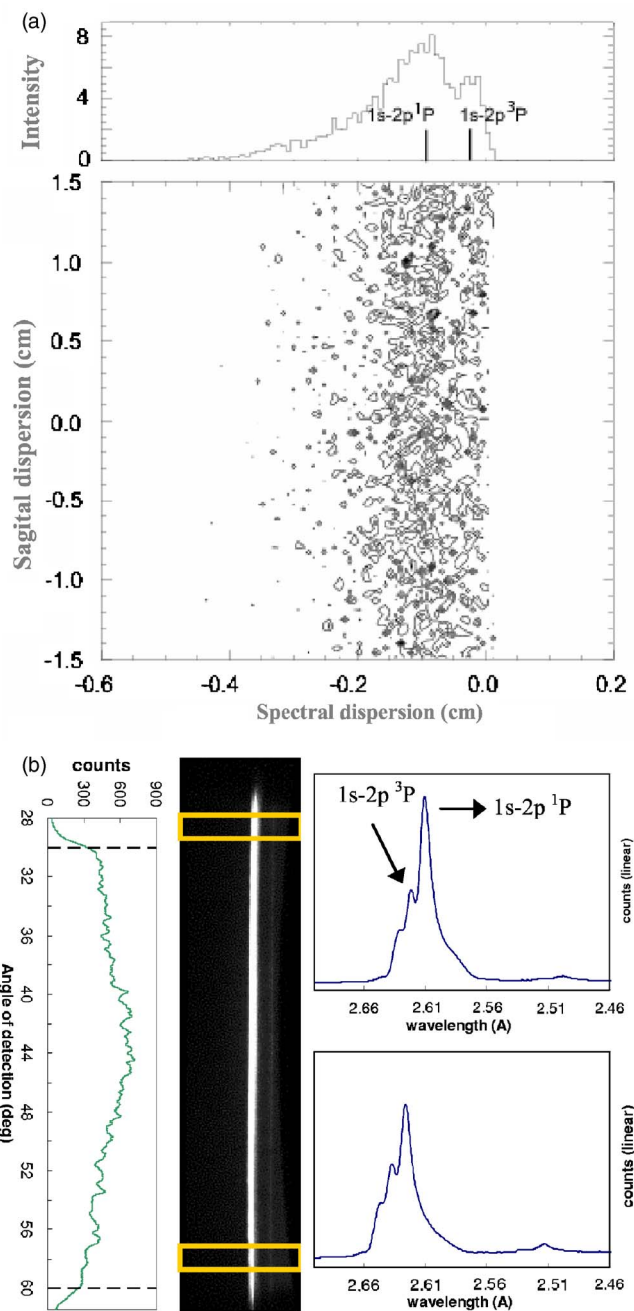 (a)
Intensity
8
4
0
1s-2p¹P
1s-2p³P
Sagital dispersion (cm)
1.5
1.0
0.5
0.0
-0.5
-1.0
-1.5
-0.6
-0.4
-0.2
0.0
0.2
Spectral dispersion (cm)
(b)
counts
0
300
600
900
28
32
36
40
44
48
52
56
60
Angle of detection (deg)
1s-2p ³P
1s-2p ¹P
counts (linear)
2.66
2.61
2.56
2.51
2.46
wavelength (A)
counts (linear)
2.66
2.61
2.56
2.51
2.46
wavelength (A)